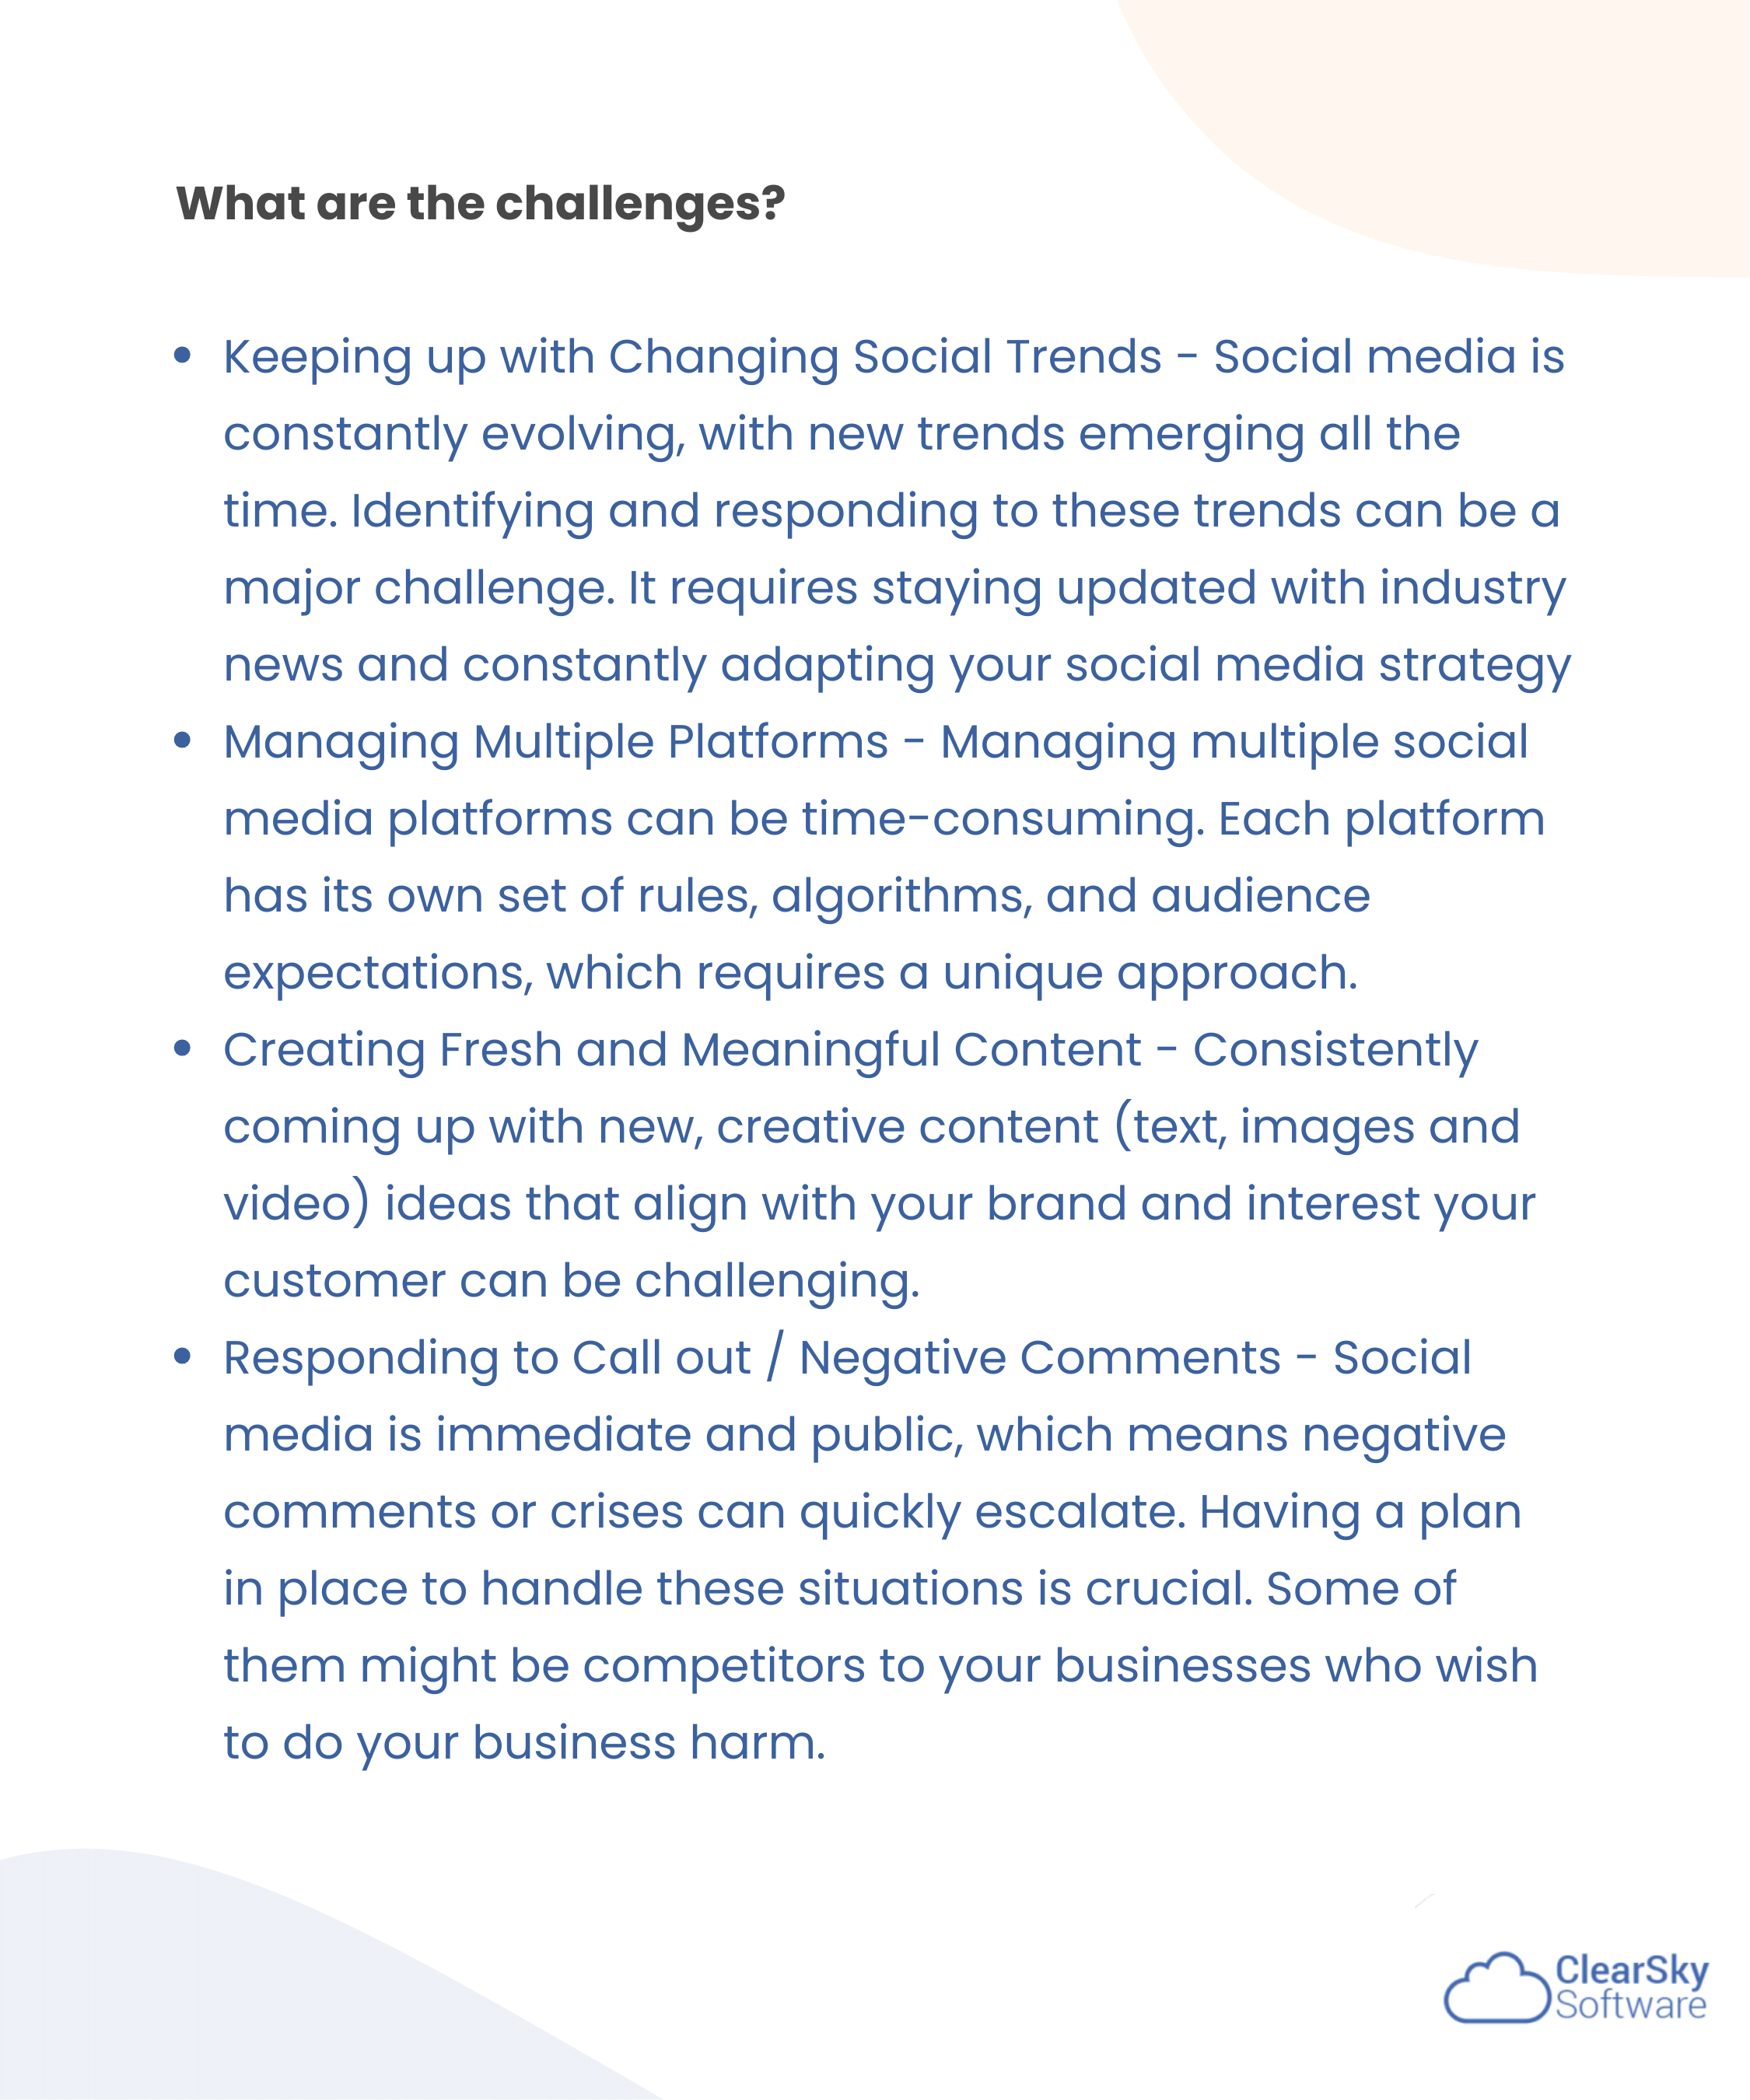 What are the challenges?
• Keeping up with Changing Social Trends - Social media is
constantly evolving, with new trends emerging all the
time. Identifying and responding to these trends can be a
major challenge. It requires staying updated with industry
news and constantly adapting your social media strategy
• Managing Multiple Platforms - Managing multiple social
media platforms can be time-consuming. Each platform
has its own set of rules, algorithms, and audience
expectations, which requires a unique approach.
• Creating Fresh and Meaningful Content - Consistently
coming up with new, creative content (text, images and
video) ideas that align with your brand and interest your
customer can be challenging.
• Responding to Call out / Negative Comments - Social
media is immediate and public, which means negative
comments or crises can quickly escalate. Having a plan
in place to handle these situations is crucial. Some of
them might be competitors to your businesses who wish
to do your business harm.
ClearSky
Software